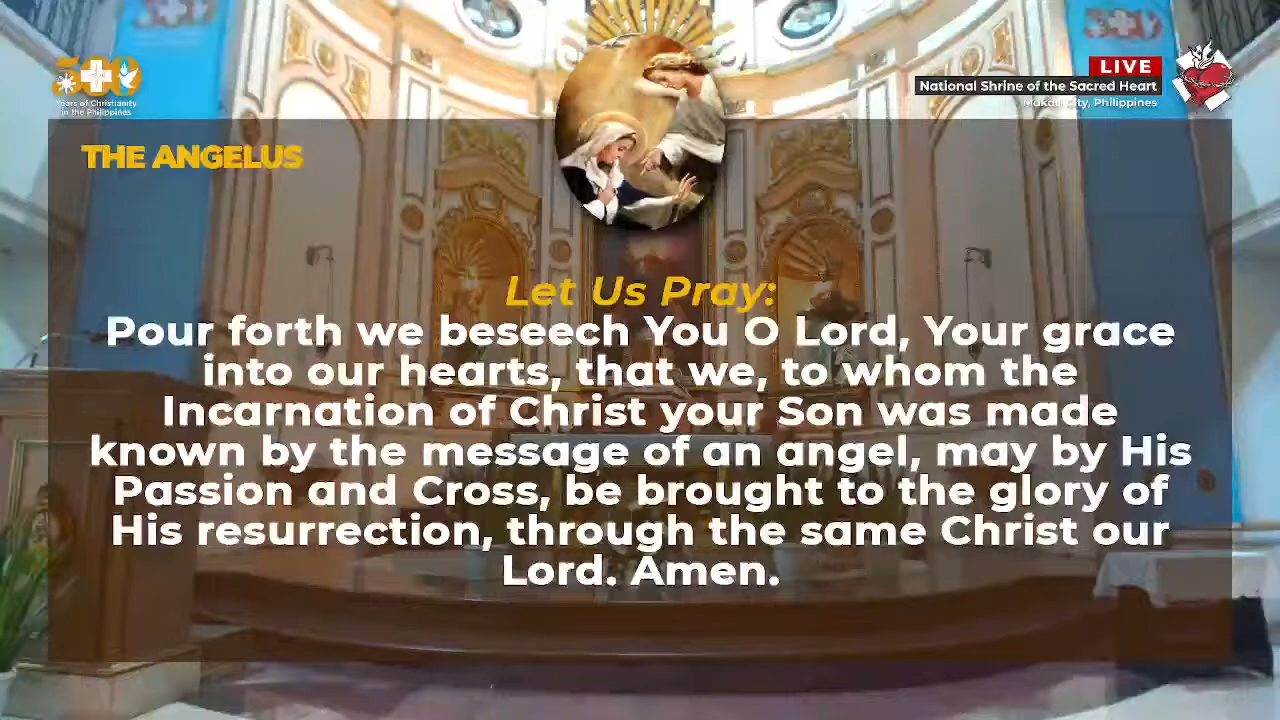 500
Years of Christianity
in the Philippines
LIVE
National Shrine of the Sacred Heart
Makati City, Philippines
THE ANGELUS
Let Us Pray:
Pour forth we beseech You O Lord, Your grace
into our hearts, that we, to whom the
Incarnation of Christ your Son was made
known by the message of an angel, may by His
Passion and Cross, be brought to the glory of
His resurrection, through the same Christ our
Lord. Amen.